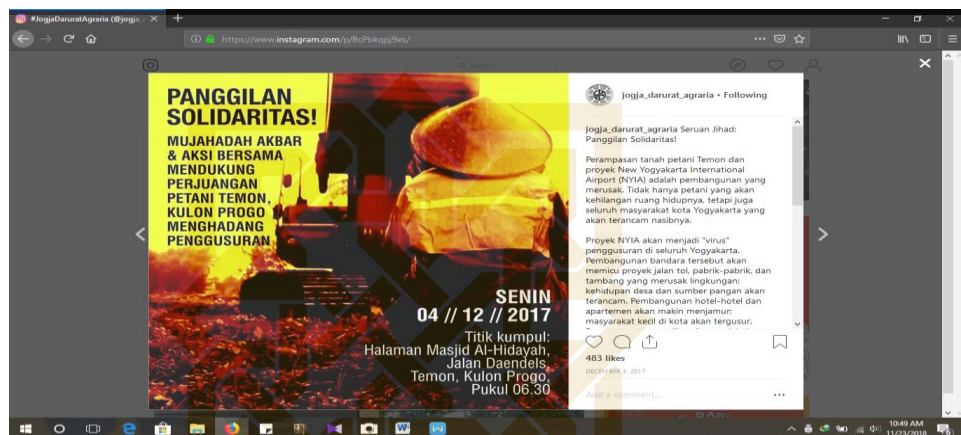 #JogjaDaruratAgraria (@jogja_
https://www.instagram.com/p/BcPbkqpj9es/
Search
PANGGILAN
SOLIDARITAS!
MUJAHADAH AKBAR
& AKSI BERSAMA
MENDUKUNG
PERJUANGAN
PETANI TEMON,
KULON PROGO
MENGHADANG
PENGGUSURAN
SENIN
04 // 12 // 2017
Titik kumpul:
Halaman Masjid Al-Hidayah,
Jalan Daendels,
Temon, Kulon Progo,
Pukul 06.30
jogja_darurat_agraria • Following
jogja_darurat_agraria Seruan Jihad:
Panggilan Solidaritas!
Perampasan tanah petani Temon dan
proyek New Yogyakarta International
Airport (NYIA) adalah pembangunan yang
merusak. Tidak hanya petani yang akan
kehilangan ruang hidupnya, tetapi juga
seluruh masyarakat kota Yogyakarta yang
akan terancam nasibnya.
Proyek NYIA akan menjadi "virus"
penggusuran di seluruh Yogyakarta.
Pembangunan bandara tersebut akan
memicu proyek jalan tol, pabrik-pabrik, dan
tambang yang merusak lingkungan;
kehidupan desa dan sumber pangan akan
terancam. Pembangunan hotel-hotel dan
apartemen akan makin menjamur;
masyarakat kecil di kota akan tergusur.
483 likes
DECEMBER 3, 2017
Add a comment...
10:49 AM
11/23/2018